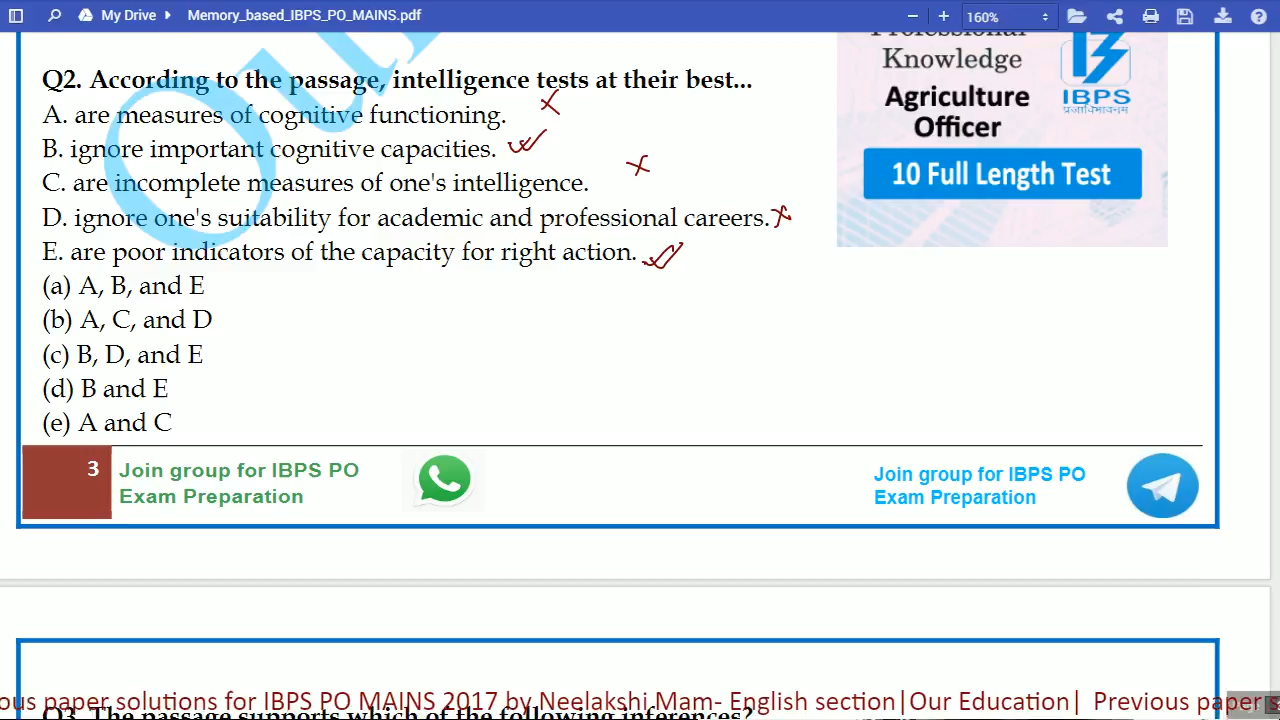 My Drive
Memory_based_IBPS_PO_MAINS.pdf
160%
Professional
Knowledge
Agriculture
Officer
IBPS
10 Full Length Test
Our
Q2. According to the passage, intelligence tests at their best...
A. are measures of cognitive functioning.
B. ignore important cognitive capacities.
C. are incomplete measures of one's intelligence.
D. ignore one's suitability for academic and professional careers.
E. are poor indicators of the capacity for right action.
(a) A, B, and E
(b) A, C, and D
(c) B, D, and E
(d) B and E
(e) A and C
3
Join group for IBPS PO
Exam Preparation
Join group for IBPS PO
Exam Preparation
Q3. The passage supports which of the following inferences?
ous paper solutions for IBPS PO MAINS 2017 by Neelakshi Mam- English section|Our Education| Previous paper s